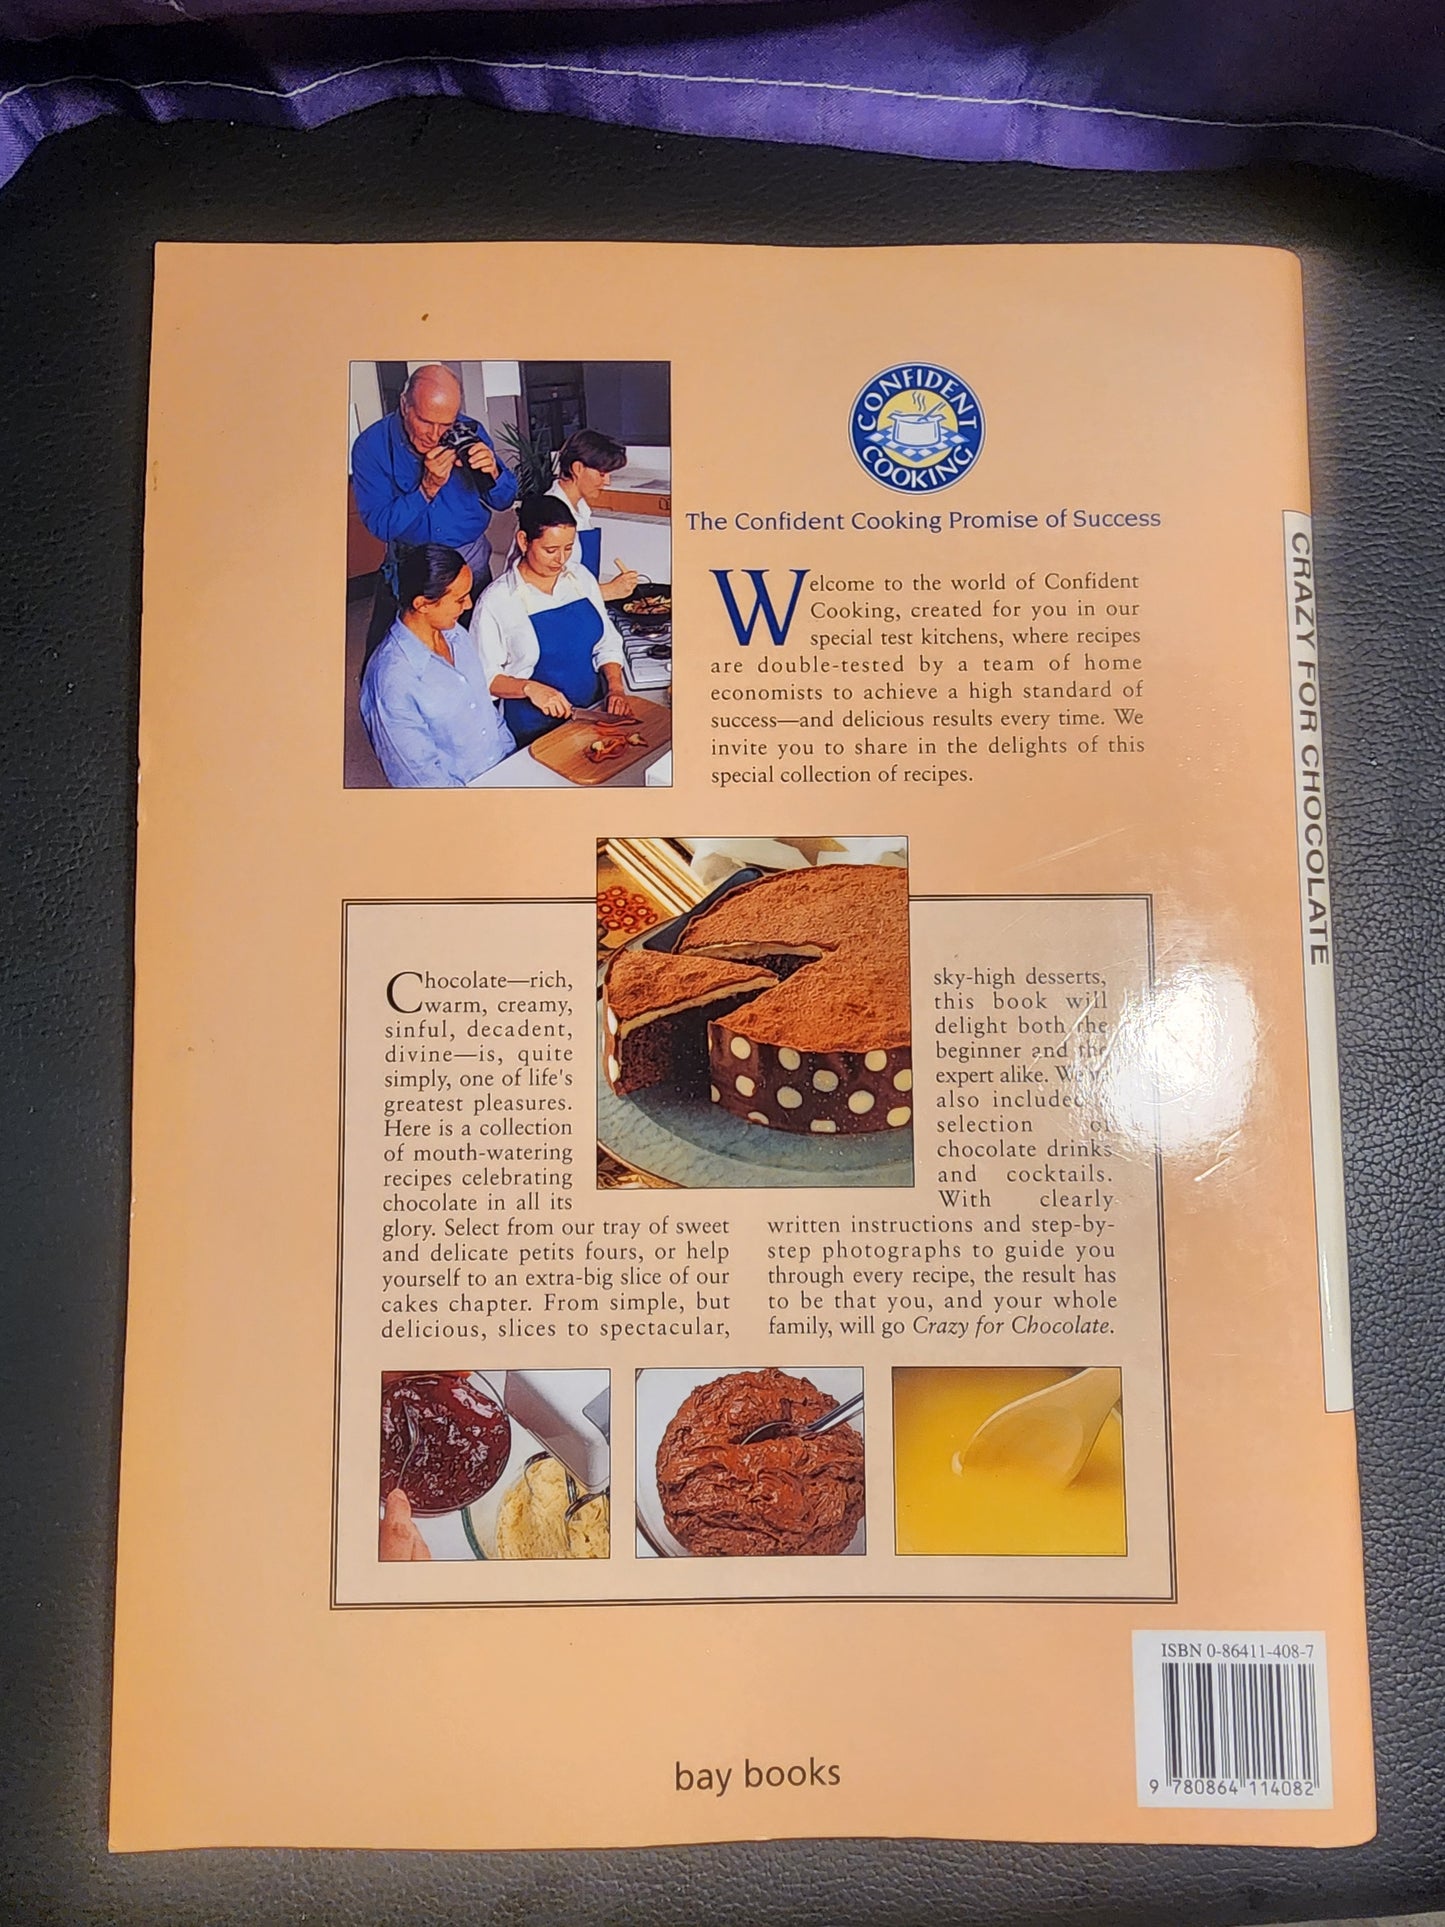 CONFIDENT
COOKING
The Confident Cooking Promise of Success
Welcome to the world of Confident
Cooking, created for you in our
special test kitchens, where recipes
are double-tested by a team of home
economists to achieve a high standard of
success—and delicious results every time. We
invite you to share in the delights of this
special collection of recipes.
Chocolate—rich,
warm, creamy,
sinful, decadent,
divine—is, quite
simply, one of life's
greatest pleasures.
Here is a collection
of mouth-watering
recipes celebrating
chocolate in all its
glory. Select from our tray of sweet
and delicate petits fours, or help
yourself to an extra-big slice of our
cakes chapter. From simple, but
delicious, slices to spectacular,
sky-high desserts,
this book will
delight both the
beginner and the
expert alike.
also included
selection of
chocolate drinks
and cocktails.
With clearly
written instructions and step-by-
step photographs to guide you
through every recipe, the result has
to be that you, and your whole
family, will go Crazy for Chocolate.
bay books
ISBN 0-86411-408-7
9 780864 114082
CRAZY FOR CHOCOLATE